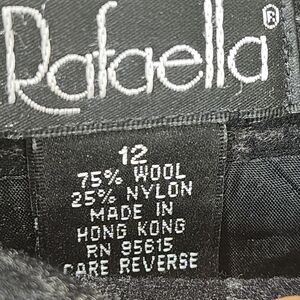 Rafaella®
12
75% WOOL
25% NYLON
MADE IN
HONG KONG
RN 95615
CARE REVERSE